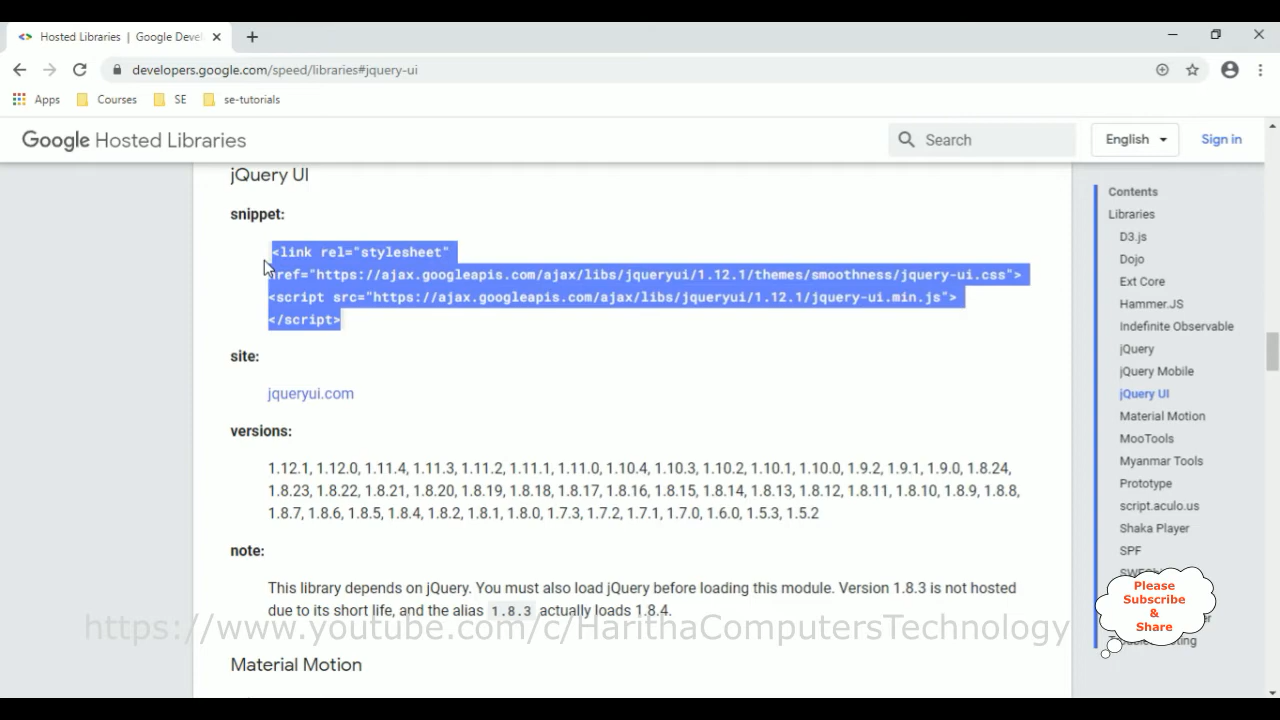 Hosted Libraries | Google Devel
developers.google.com/speed/libraries#jquery-ui
Apps Courses SE se-tutorials
Google Hosted Libraries Search English Sign in
jQuery UI
snippet:
<link rel="stylesheet"
href="https://ajax.googleapis.com/ajax/libs/jqueryui/1.12.1/themes/smoothness/jquery-ui.css">
<script src="https://ajax.googleapis.com/ajax/libs/jqueryui/1.12.1/jquery-ui.min.js">
</script>
site:
jqueryui.com
versions:
1.12.1, 1.12.0, 1.11.4, 1.11.3, 1.11.2, 1.11.1, 1.11.0, 1.10.4, 1.10.3, 1.10.2, 1.10.1, 1.10.0, 1.9.2, 1.9.1, 1.9.0, 1.8.24,
1.8.23, 1.8.22, 1.8.21, 1.8.20, 1.8.19, 1.8.18, 1.8.17, 1.8.16, 1.8.15, 1.8.14, 1.8.13, 1.8.12, 1.8.11, 1.8.10, 1.8.9, 1.8.8,
1.8.7, 1.8.6, 1.8.5, 1.8.4, 1.8.2, 1.8.1, 1.8.0, 1.7.3, 1.7.2, 1.7.1, 1.7.0, 1.6.0, 1.5.3, 1.5.2
note:
This library depends on jQuery. You must also load jQuery before loading this module. Version 1.8.3 is not hosted
due to its short life, and the alias 1.8.3 actually loads 1.8.4.
https://www.youtube.com/c/HarithaComputersTechnology
Material Motion
Contents
Libraries
D3.js
Dojo
Ext Core
Hammer.JS
Indefinite Observable
jQuery
jQuery Mobile
jQuery UI
Material Motion
MooTools
Myanmar Tools
Prototype
script.aculo.us
Shaka Player
SPF
Please
Subscribe
&
Share